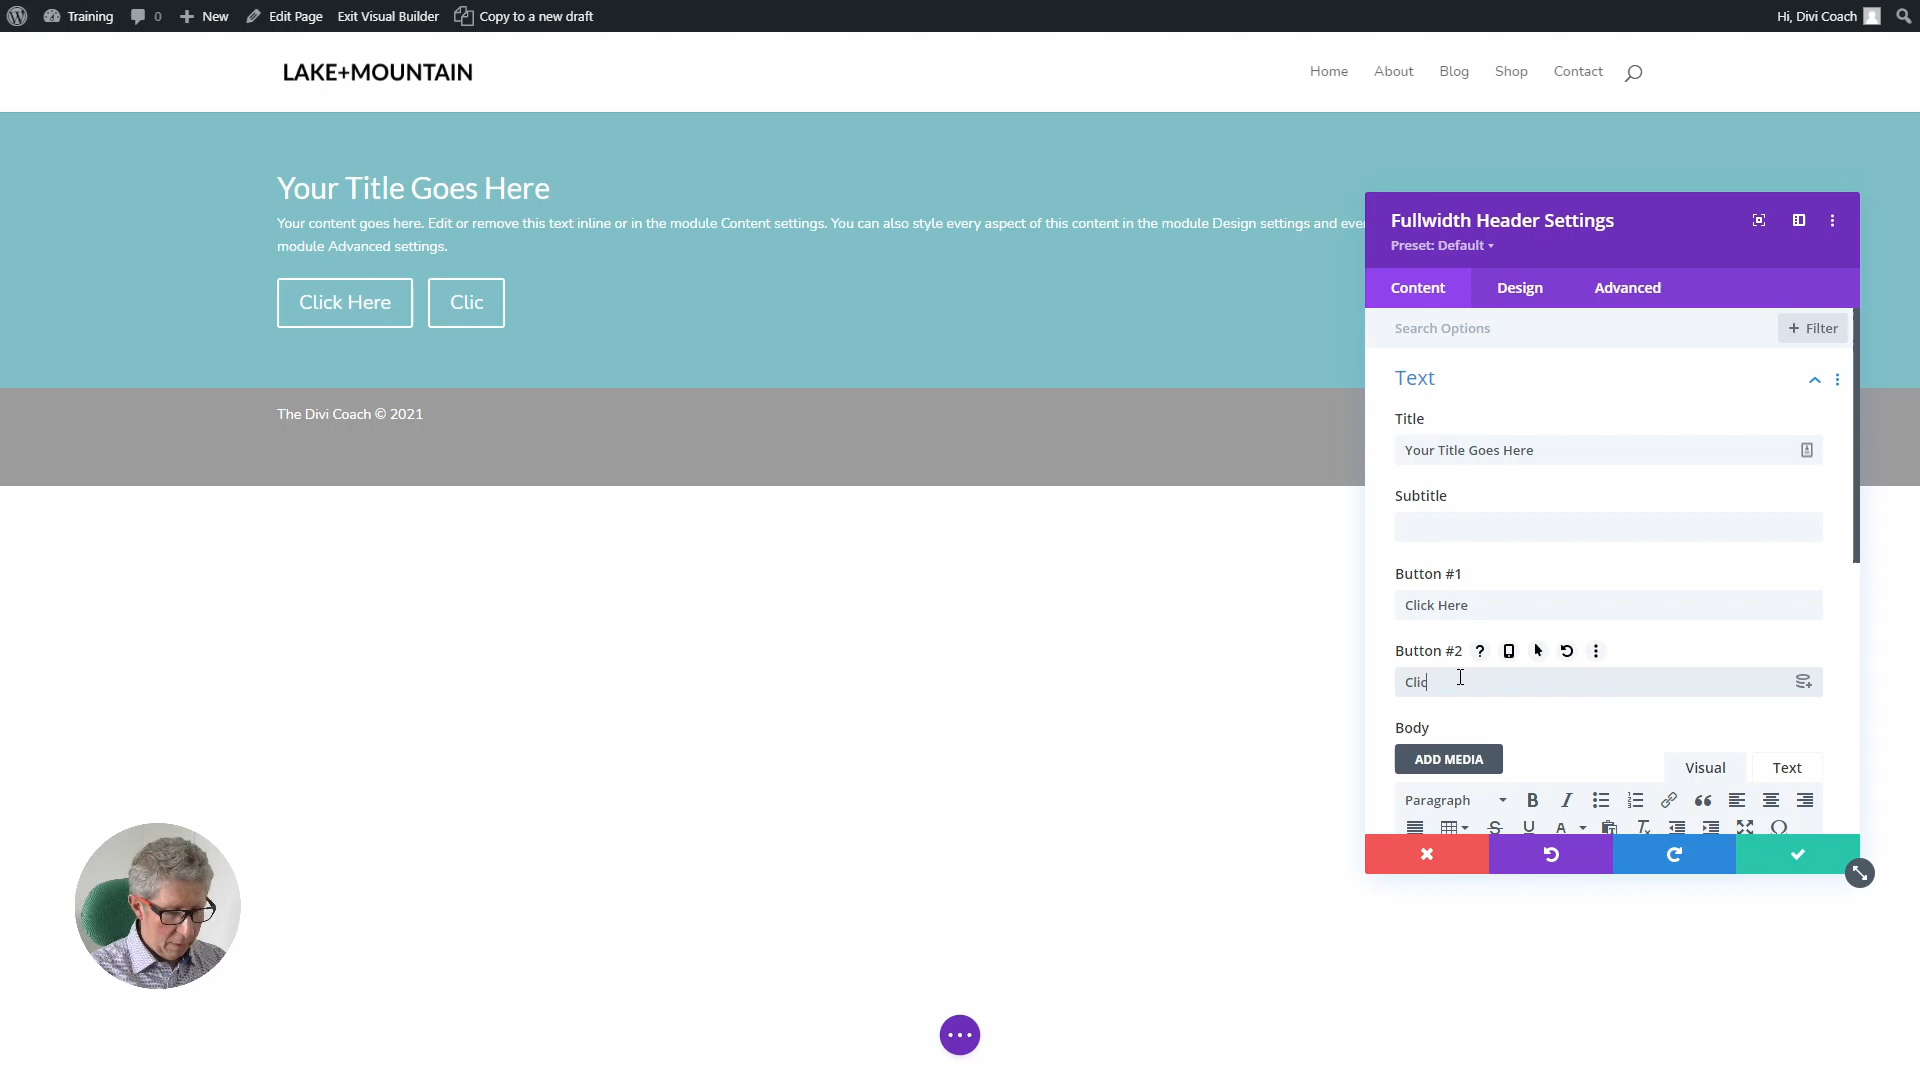 Training
0
New
Edit Page
Exit Visual Builder
Copy to a new draft
Hi, Divi Coach
LAKE+MOUNTAIN
Home
About
Blog
Shop
Contact
Your Title Goes Here
Your content goes here. Edit or remove this text inline or in the module Content settings. You can also style every aspect of this content in the module Design settings and eve
module Advanced settings.
Click Here
Clic
The Divi Coach © 2021
Fullwidth Header Settings
Preset: Default
Content
Design
Advanced
Search Options
+ Filter
Text
Title
Your Title Goes Here
Subtitle
Button #1
Click Here
Button #2
Clic
Body
ADD MEDIA
Visual
Text
Paragraph